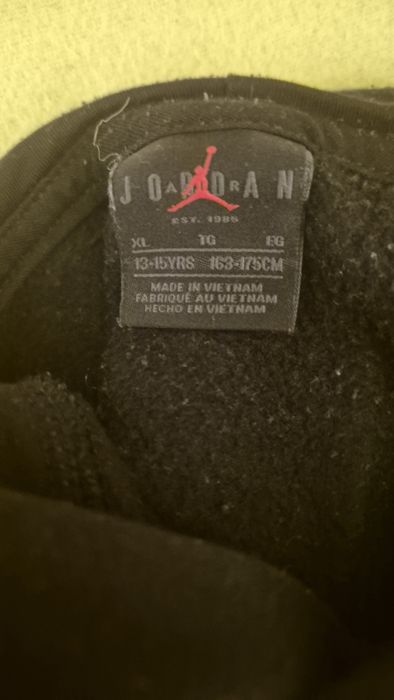 JORDAN
AIR
EST. 1985
XL TG EG
13-15YRS 163-175CM
MADE IN VIETNAM
FABRIQUÉ AU VIETNAM
HECHO EN VIETNAM